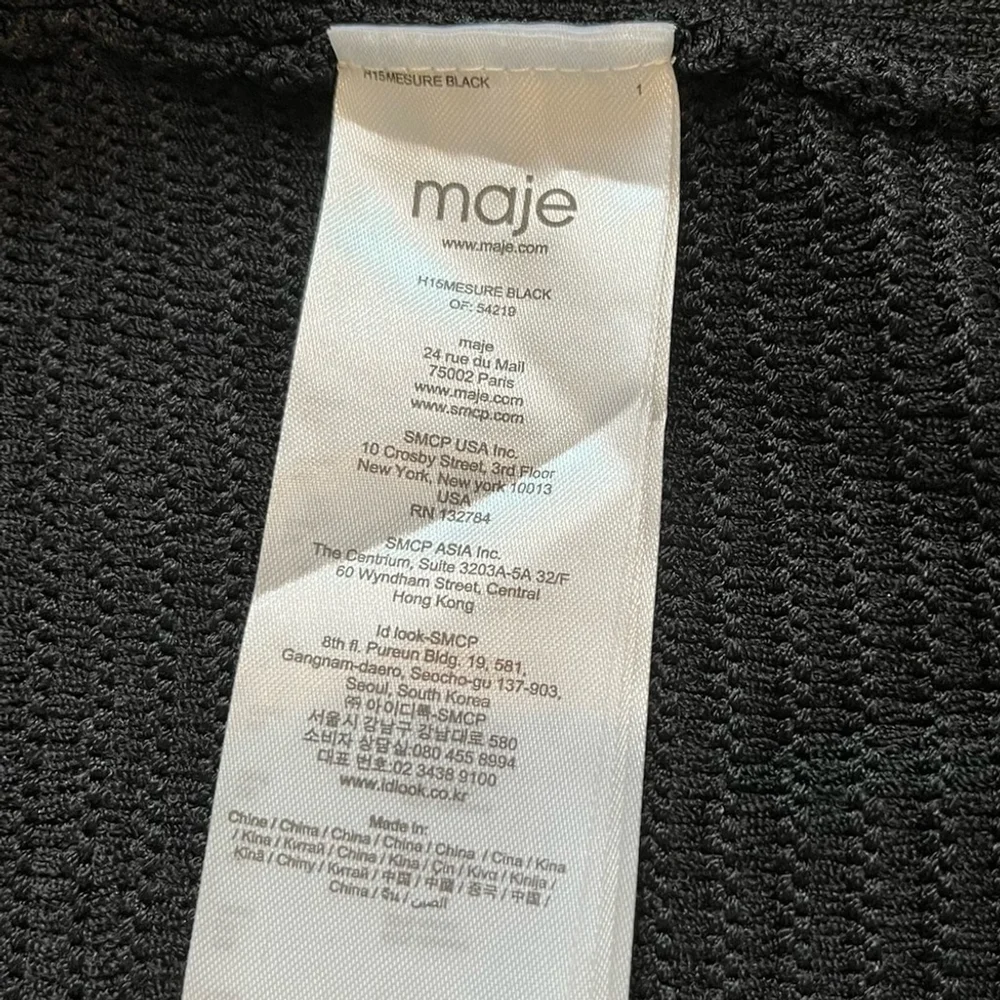 H15MESURE BLACK
1
maje
www.maje.com
H15MESURE BLACK
OF: 54219
maje
24 rue du Mail
75002 Paris
www.maje.com
www.smcp.com
SMCP USA Inc.
10 Crosby Street, 3rd Floor
New York, New york 10013
USA
RN 132784
SMCP ASIA Inc.
The Centrium, Suite 3203A-5A 32/F
60 Wyndham Street, Central
Hong Kong
Id look-SMCP
8th fl. Pureun Bldg. 19, 581,
Gangnam-daero, Seocho-gu 137-903,
Seoul, South Korea
㈜ 아이디룩-SMCP
서울시 강남구 강남대로 580
소비자 상담실:080 455 8994
대표 번호:02 3438 9100
www.idlook.co.kr
Made in:
China / China / China / China / China / Cina / Kina
/ Kina / Китай / China / Kína / Çin / Κίνα / Kinija /
Kīnā / Chiny / Китай / 中国 / 中國 / 중국 / 中国 /
China / จีน / الصين